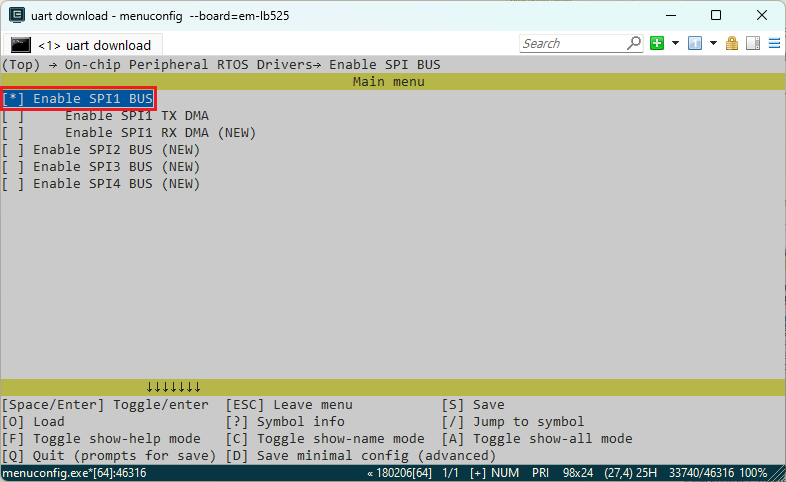 uart download - menuconfig --board=em-lb525
<1> uart download
Search
(Top) → On-chip Peripheral RTOS Drivers→ Enable SPI BUS
Main menu
[*] Enable SPI1 BUS
[ ]     Enable SPI1 TX DMA
[ ]     Enable SPI1 RX DMA (NEW)
[ ] Enable SPI2 BUS (NEW)
[ ] Enable SPI3 BUS (NEW)
[ ] Enable SPI4 BUS (NEW)
↓↓↓↓↓↓↓
[Space/Enter] Toggle/enter  [ESC] Leave menu           [S] Save
[O] Load                    [?] Symbol info            [/] Jump to symbol
[F] Toggle show-help mode   [C] Toggle show-name mode  [A] Toggle show-all mode
[Q] Quit (prompts for save) [D] Save minimal config (advanced)
menuconfig.exe*[64]:46316 « 180206[64] 1/1 [+] NUM PRI 98x24 (27,4) 25H 33740/46316 100%